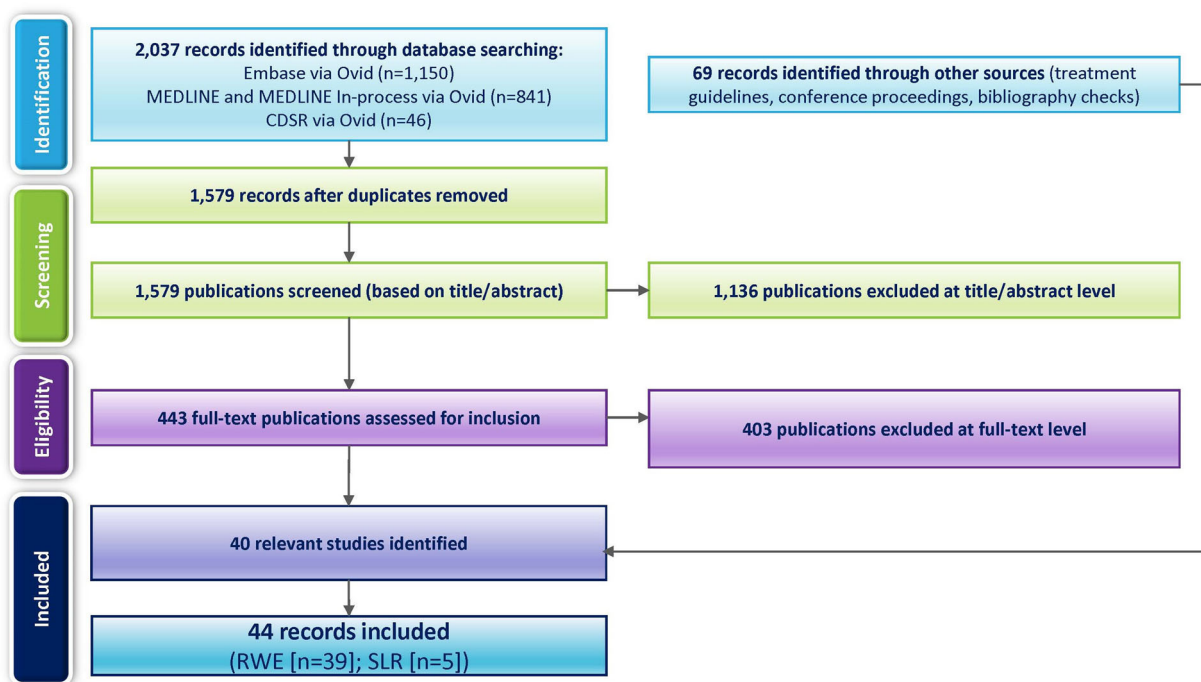 Identification
2,037 records identified through database searching:
Embase via Ovid (n=1,150)
MEDLINE and MEDLINE In-process via Ovid (n=841)
CDSR via Ovid (n=46)
69 records identified through other sources (treatment
guidelines, conference proceedings, bibliography checks)
Screening
1,579 records after duplicates removed
1,579 publications screened (based on title/abstract)
1,136 publications excluded at title/abstract level
Eligibility
443 full-text publications assessed for inclusion
403 publications excluded at full-text level
Included
40 relevant studies identified
44 records included
(RWE [n=39]; SLR [n=5])